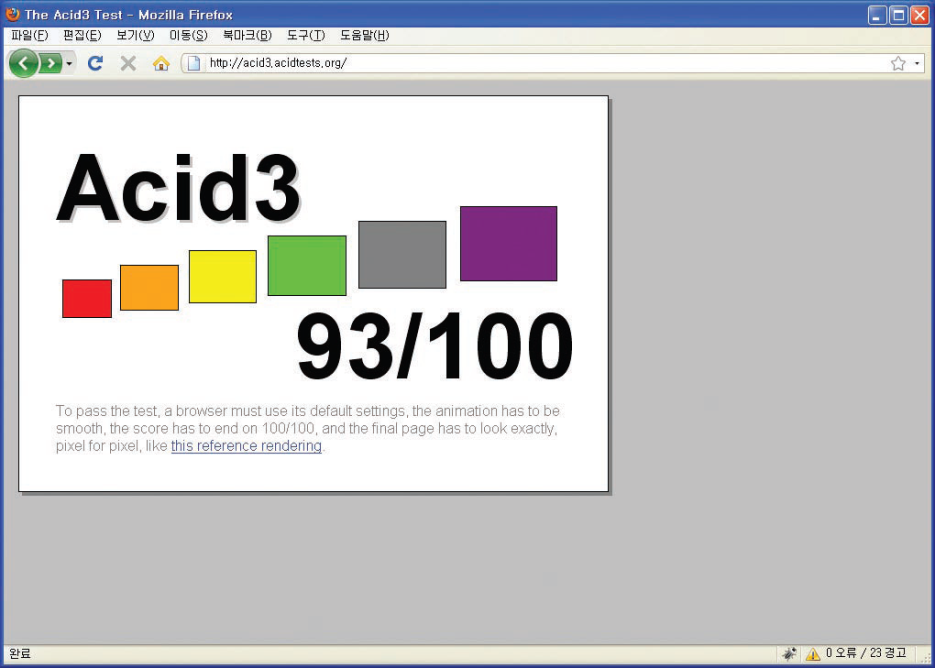 The Acid3 Test - Mozilla Firefox
파일(F) 편집(E) 보기(V) 이동(S) 북마크(B) 도구(T) 도움말(H)
http://acid3.acidtests.org/
Acid3
93/100
To pass the test, a browser must use its default settings, the animation has to be
smooth, the score has to end on 100/100, and the final page has to look exactly,
pixel for pixel, like this reference rendering.
완료
0 오류 / 23 경고